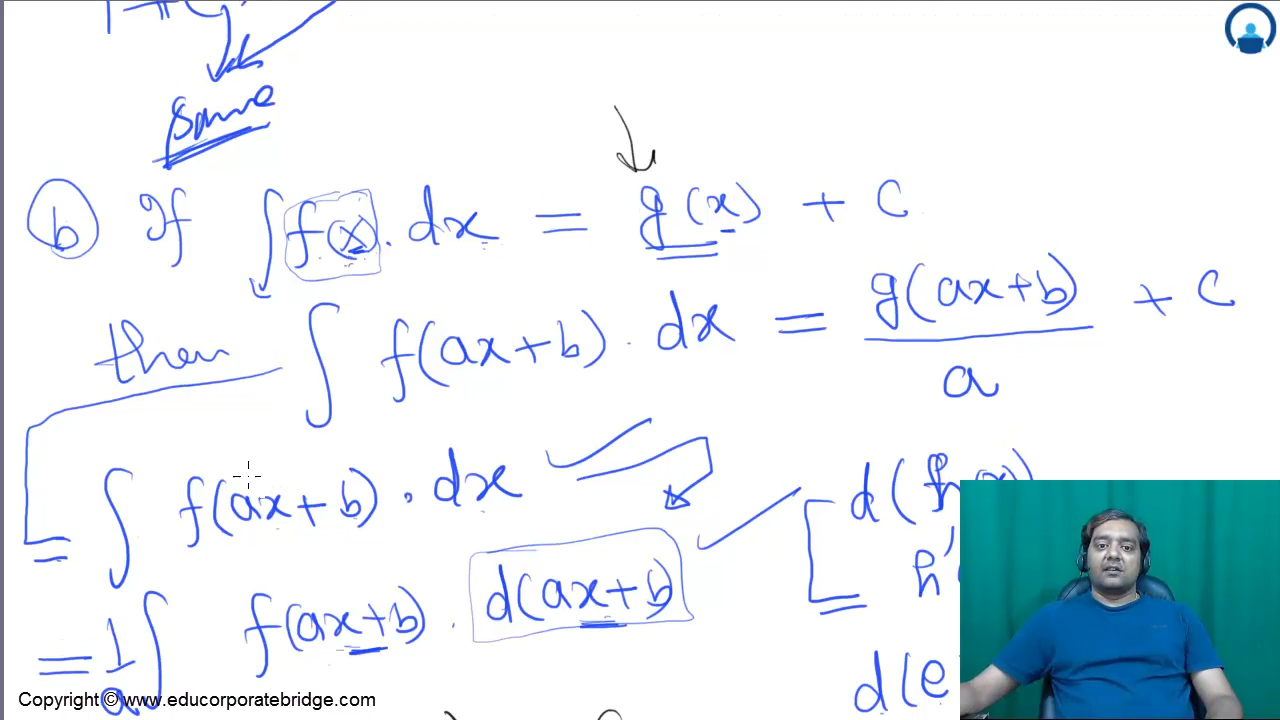 same
(b) If ∫ f(x). dx = g(x) + c
then ∫ f(ax+b) . dx = g(ax+b)/a + c
= ∫ f(ax+b) . dx
d(h(x)
= 1/a ∫ f(ax+b) . d(ax+b)
h'
d(e
Copyright © www.educorporatebridge.com